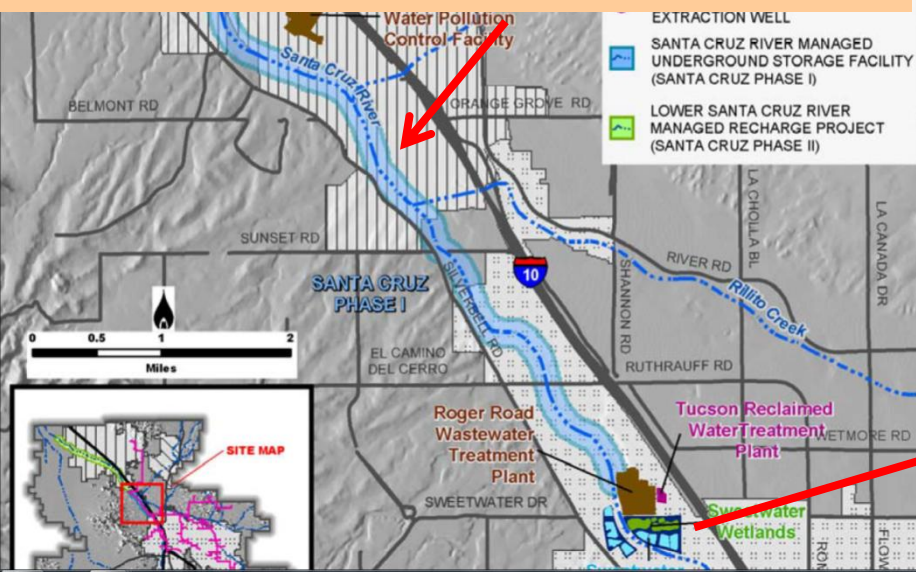 Water Pollution
Control Facility
EXTRACTION WELL
SANTA CRUZ RIVER MANAGED
UNDERGROUND STORAGE FACILITY
(SANTA CRUZ PHASE I)
LOWER SANTA CRUZ RIVER
MANAGED RECHARGE PROJECT
(SANTA CRUZ PHASE II)
Santa Cruz River
BELMONT RD
ORANGE GROVE RD
LA CHOLLA BL
LA CANADA DR
SUNSET RD
RIVER RD
SHANNON RD
10
SANTA CRUZ
PHASE I
SILVERBELL RD
Rillito Creek
0 0.5 1 2
Miles
EL CAMINO
DEL CERRO
RUTHRAUFF RD
Roger Road
Wastewater
Treatment
Plant
Tucson Reclaimed
WaterTreatment
Plant
WETMORE RD
SITE MAP
SWEETWATER DR
Sweetwater
Wetlands
Sweetwater